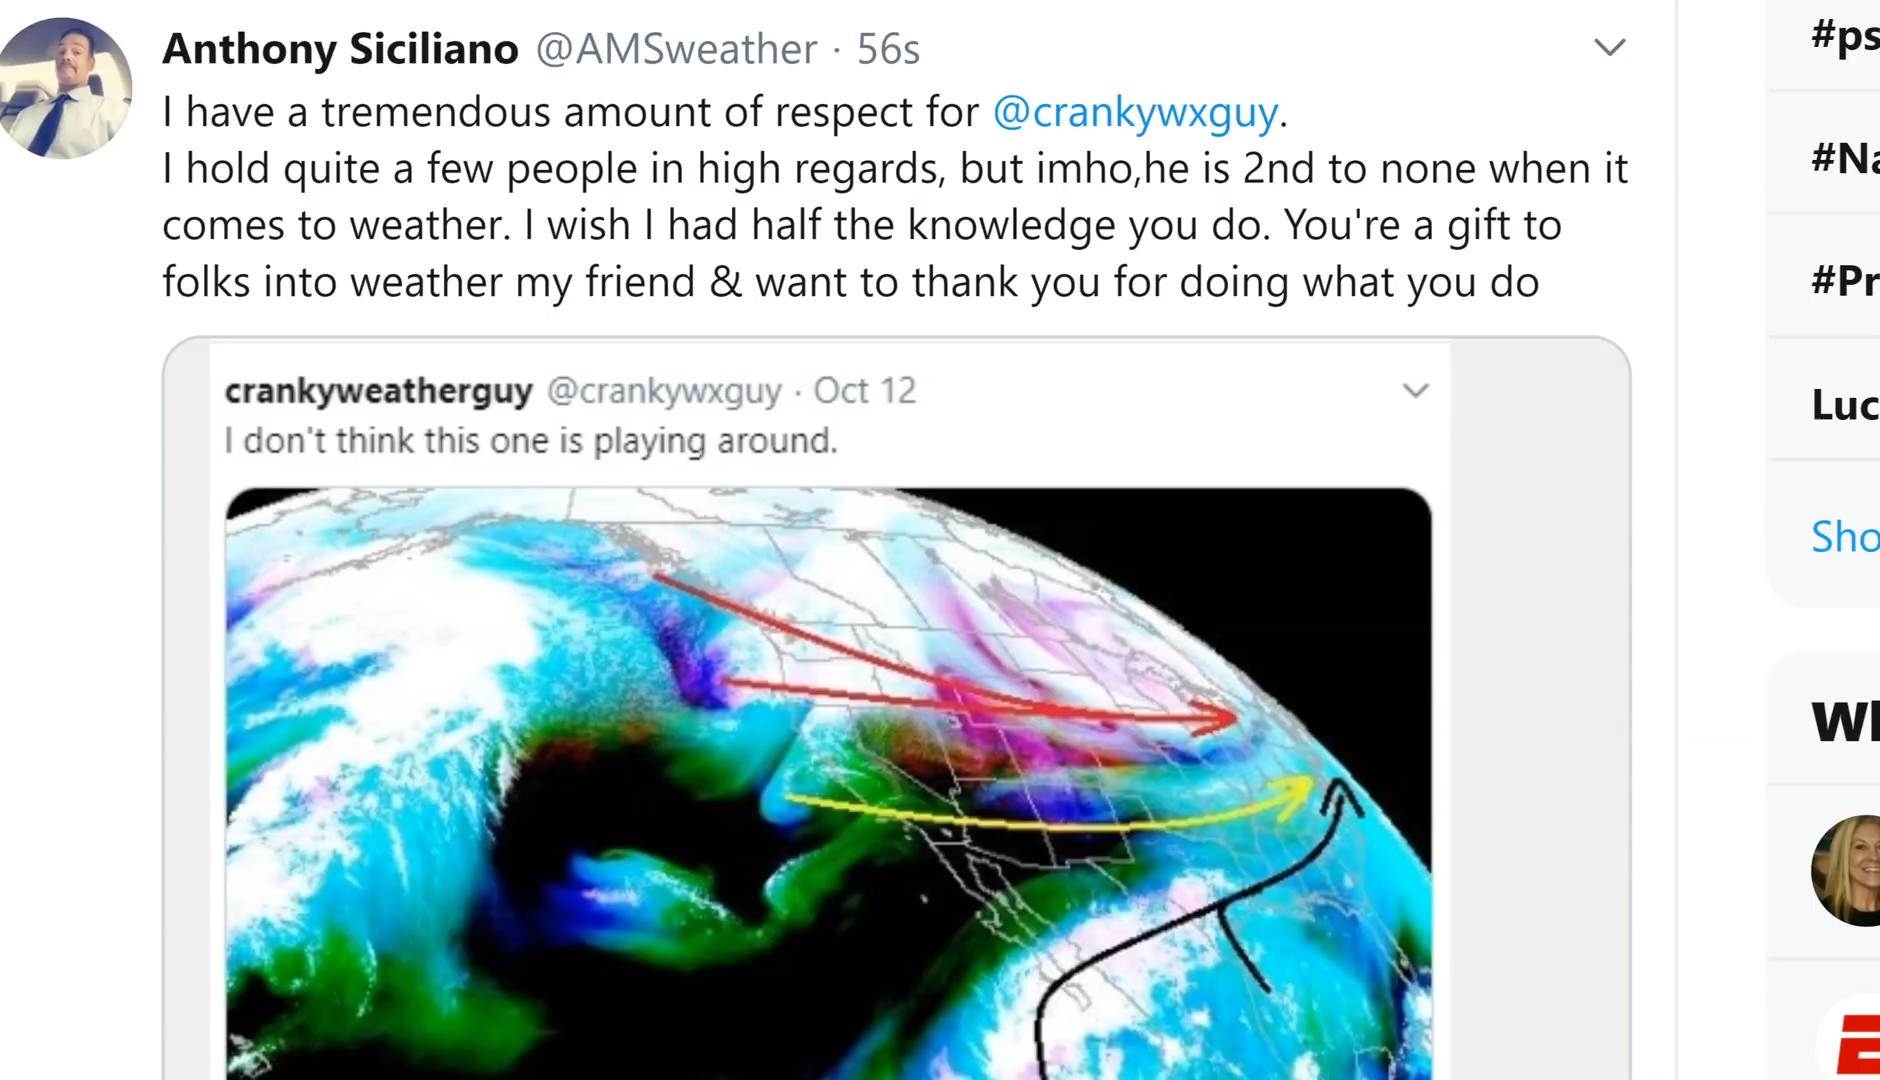 Anthony Siciliano @AMSweather · 56s
I have a tremendous amount of respect for @crankywxguy.
I hold quite a few people in high regards, but imho,he is 2nd to none when it
comes to weather. I wish I had half the knowledge you do. You're a gift to
folks into weather my friend & want to thank you for doing what you do
crankyweatherguy @crankywxguy · Oct 12
I don't think this one is playing around.
#ps
#Na
#Pr
Luc
Sho
Wh